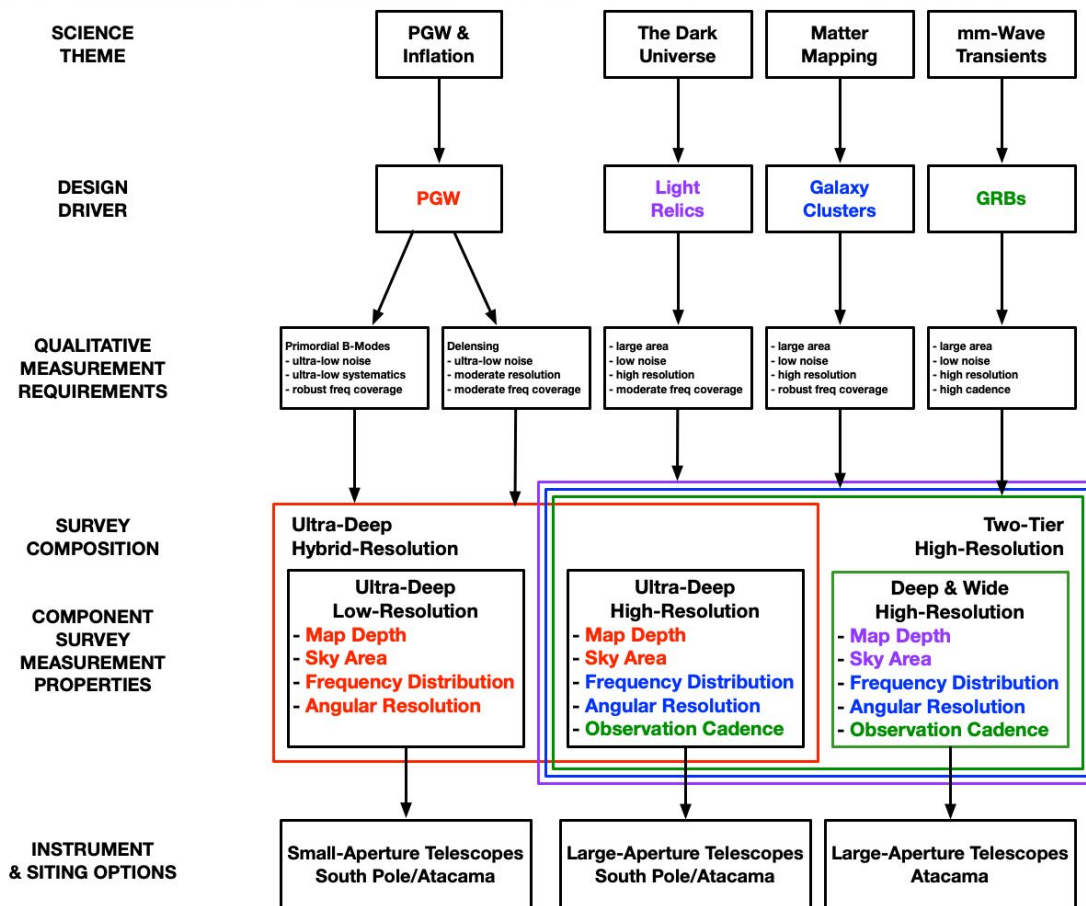 SCIENCE
THEME
PGW &
Inflation
The Dark
Universe
Matter
Mapping
mm-Wave
Transients
DESIGN
DRIVER
PGW
Light
Relics
Galaxy
Clusters
GRBs
QUALITATIVE
MEASUREMENT
REQUIREMENTS
Primordial B-Modes
- ultra-low noise
- ultra-low systematics
- robust freq coverage
Delensing
- ultra-low noise
- moderate resolution
- moderate freq coverage
- large area
- low noise
- high resolution
- moderate freq coverage
- large area
- low noise
- high resolution
- robust freq coverage
- large area
- low noise
- high resolution
- high cadence
SURVEY
COMPOSITION
Ultra-Deep
Hybrid-Resolution
Two-Tier
High-Resolution
COMPONENT
SURVEY
MEASUREMENT
PROPERTIES
Ultra-Deep
Low-Resolution
- Map Depth
- Sky Area
- Frequency Distribution
- Angular Resolution
Ultra-Deep
High-Resolution
- Map Depth
- Sky Area
- Frequency Distribution
- Angular Resolution
- Observation Cadence
Deep & Wide
High-Resolution
- Map Depth
- Sky Area
- Frequency Distribution
- Angular Resolution
- Observation Cadence
INSTRUMENT
& SITING OPTIONS
Small-Aperture Telescopes
South Pole/Atacama
Large-Aperture Telescopes
South Pole/Atacama
Large-Aperture Telescopes
Atacama